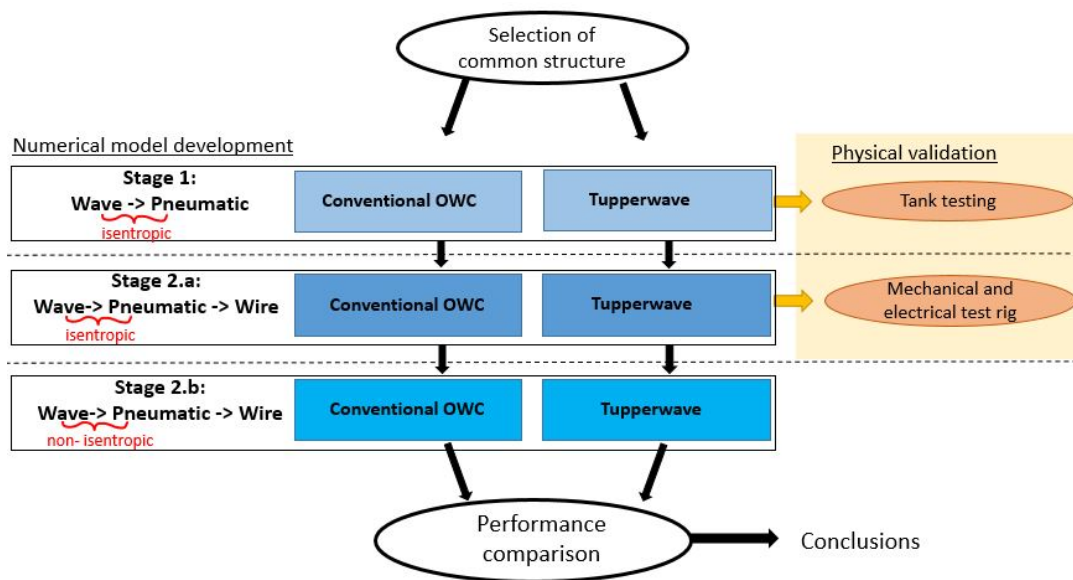 Selection of
common structure
Numerical model development
Physical validation
Stage 1:
Wave -> Pneumatic
isentropic
Conventional OWC
Tupperwave
Tank testing
Stage 2.a:
Wave-> Pneumatic -> Wire
isentropic
Conventional OWC
Tupperwave
Mechanical and
electrical test rig
Stage 2.b:
Wave-> Pneumatic -> Wire
non- isentropic
Conventional OWC
Tupperwave
Performance
comparison
Conclusions